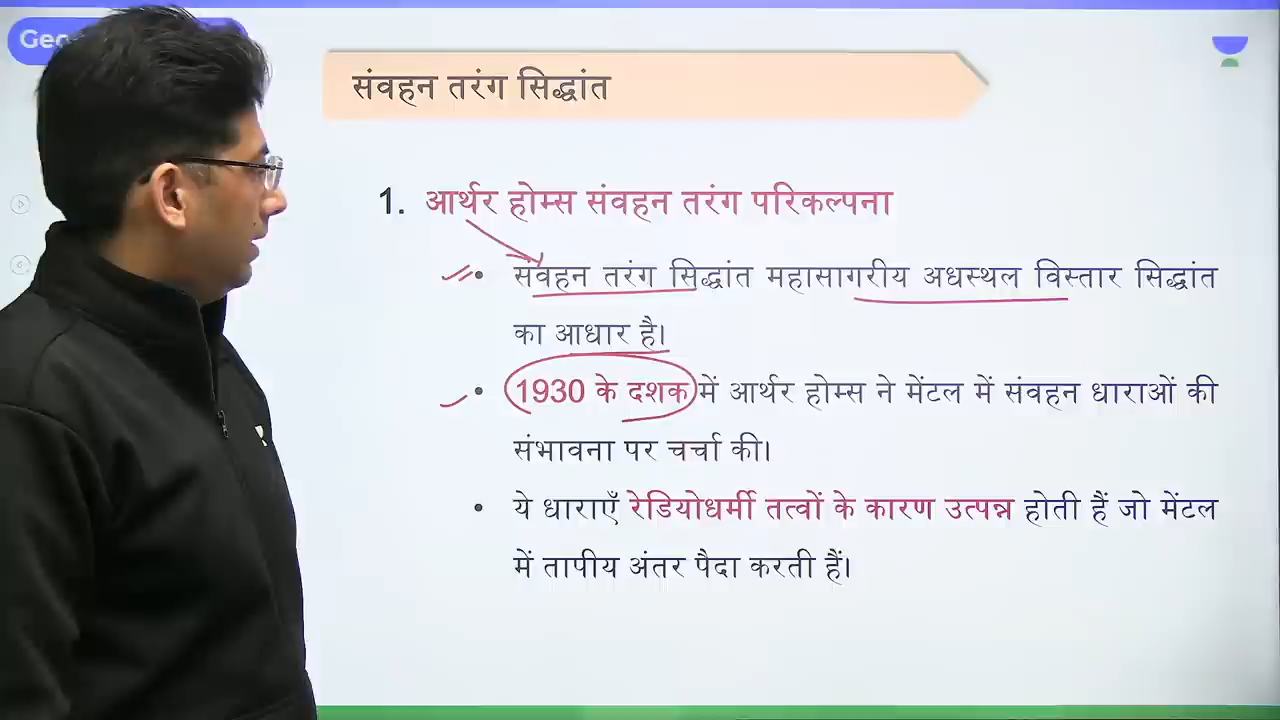 Geo
संवहन तरंग सिद्धांत
1. आर्थर होम्स संवहन तरंग परिकल्पना
• संवहन तरंग सिद्धांत महासागरीय अधस्थल विस्तार सिद्धांत
का आधार है।
• 1930 के दशक में आर्थर होम्स ने मेंटल में संवहन धाराओं की
संभावना पर चर्चा की।
• ये धाराएँ रेडियोधर्मी तत्वों के कारण उत्पन्न होती हैं जो मेंटल
में तापीय अंतर पैदा करती हैं।